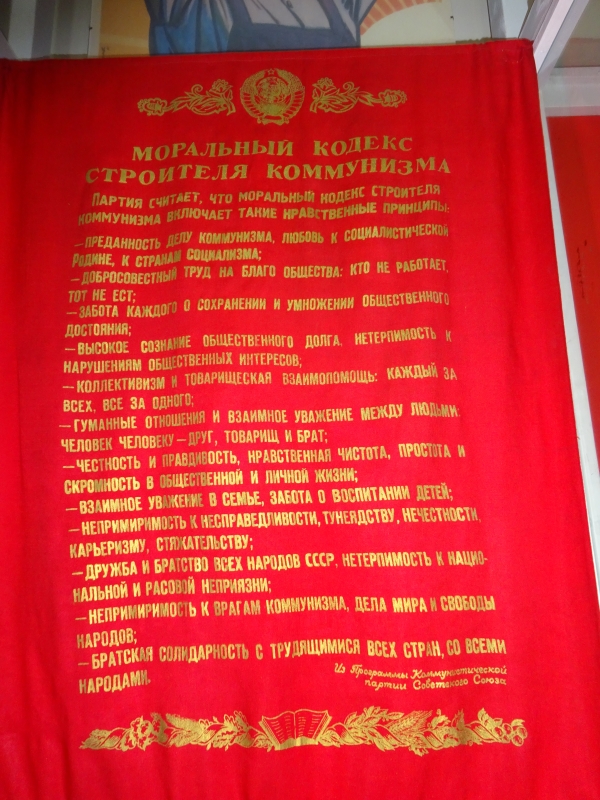 МОРАЛЬНЫЙ КОДЕКС
СТРОИТЕЛЯ КОММУНИЗМА
ПАРТИЯ СЧИТАЕТ, ЧТО МОРАЛЬНЫЙ КОДЕКС СТРОИТЕЛЯ
КОММУНИЗМА ВКЛЮЧАЕТ ТАКИЕ НРАВСТВЕННЫЕ ПРИНЦИПЫ:
—ПРЕДАННОСТЬ ДЕЛУ КОММУНИЗМА, ЛЮБОВЬ К СОЦИАЛИСТИЧЕСКОЙ
РОДИНЕ, К СТРАНАМ СОЦИАЛИЗМА;
—ДОБРОСОВЕСТНЫЙ ТРУД НА БЛАГО ОБЩЕСТВА: КТО НЕ РАБОТАЕТ,
ТОТ НЕ ЕСТ;
—ЗАБОТА КАЖДОГО О СОХРАНЕНИИ И УМНОЖЕНИИ ОБЩЕСТВЕННОГО
ДОСТОЯНИЯ;
—ВЫСОКОЕ СОЗНАНИЕ ОБЩЕСТВЕННОГО ДОЛГА, НЕТЕРПИМОСТЬ К
НАРУШЕНИЯМ ОБЩЕСТВЕННЫХ ИНТЕРЕСОВ;
—КОЛЛЕКТИВИЗМ И ТОВАРИЩЕСКАЯ ВЗАИМОПОМОЩЬ: КАЖДЫЙ ЗА
ВСЕХ, ВСЕ ЗА ОДНОГО;
—ГУМАННЫЕ ОТНОШЕНИЯ И ВЗАИМНОЕ УВАЖЕНИЕ МЕЖДУ ЛЮДЬМИ:
ЧЕЛОВЕК ЧЕЛОВЕКУ—ДРУГ, ТОВАРИЩ И БРАТ;
—ЧЕСТНОСТЬ И ПРАВДИВОСТЬ, НРАВСТВЕННАЯ ЧИСТОТА, ПРОСТОТА И
СКРОМНОСТЬ В ОБЩЕСТВЕННОЙ И ЛИЧНОЙ ЖИЗНИ;
—ВЗАИМНОЕ УВАЖЕНИЕ В СЕМЬЕ, ЗАБОТА О ВОСПИТАНИИ ДЕТЕЙ;
—НЕПРИМИРИМОСТЬ К НЕСПРАВЕДЛИВОСТИ, ТУНЕЯДСТВУ, НЕЧЕСТНОСТИ,
КАРЬЕРИЗМУ, СТЯЖАТЕЛЬСТВУ;
—ДРУЖБА И БРАТСТВО ВСЕХ НАРОДОВ СССР, НЕТЕРПИМОСТЬ К НАЦИО-
НАЛЬНОЙ И РАСОВОЙ НЕПРИЯЗНИ;
—НЕПРИМИРИМОСТЬ К ВРАГАМ КОММУНИЗМА, ДЕЛА МИРА И СВОБОДЫ
НАРОДОВ;
—БРАТСКАЯ СОЛИДАРНОСТЬ С ТРУДЯЩИМИСЯ ВСЕХ СТРАН, СО ВСЕМИ
НАРОДАМИ.
Из Программы Коммунистической
партии Советского Союза